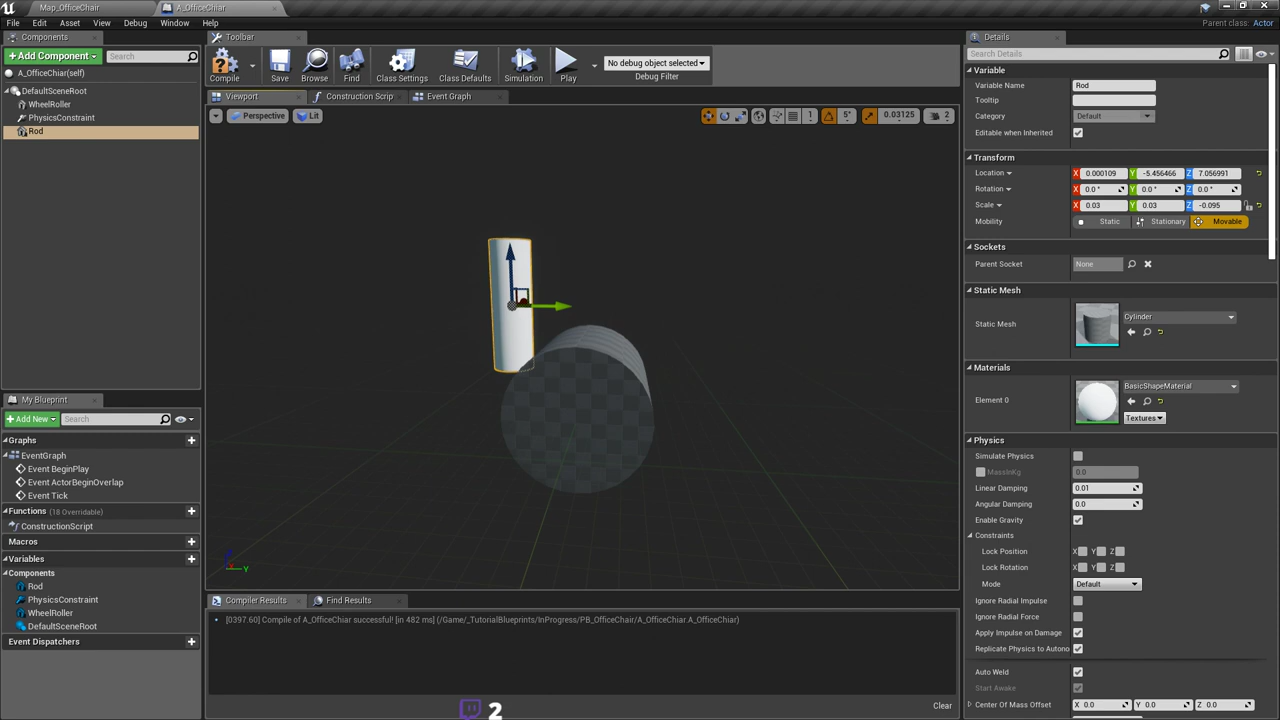 Map_OfficeChair
A_OfficeChiar
File Edit Asset View Debug Window Help
Parent class: Actor
Components
Toolbar
Details
Add Component
Search
Compile
Save
Browse
Find
Class Settings
Class Defaults
Simulation
Play
No debug object selected
Debug Filter
Search Details
A_OfficeChiar(self)
DefaultSceneRoot
WheelRoller
PhysicsConstraint
Rod
Viewport
Construction Scrip
Event Graph
Perspective
Lit
1
5°
0.03125
2
Variable
Variable Name Rod
Tooltip
Category Default
Editable when Inherited
Transform
Location X 0.000109 Y -5.456466 Z 7.056991
Rotation X 0.0 ° Y 0.0 ° Z 0.0 °
Scale X 0.03 Y 0.03 Z -0.095
Mobility Static Stationary Movable
Sockets
Parent Socket None
Static Mesh
Static Mesh Cylinder
Materials
Element 0 BasicShapeMaterial
Textures
Physics
Simulate Physics
MassInKg 0.0
Linear Damping 0.01
Angular Damping 0.0
Enable Gravity
Constraints
Lock Position X Y Z
Lock Rotation X Y Z
Mode Default
Ignore Radial Impulse
Ignore Radial Force
Apply Impulse on Damage
Replicate Physics to Autono
Auto Weld
Start Awake
Center Of Mass Offset X 0.0 Y 0.0 Z 0.0
My Blueprint
Add New
Search
Graphs
EventGraph
Event BeginPlay
Event ActorBeginOverlap
Event Tick
Functions (18 Overridable)
ConstructionScript
Macros
Variables
Components
Rod
PhysicsConstraint
WheelRoller
DefaultSceneRoot
Event Dispatchers
Z
Y
Compiler Results
Find Results
[0397.60] Compile of A_OfficeChiar successful! [in 482 ms] (/Game/_TutorialBlueprints/InProgress/PB_OfficeChair/A_OfficeChiar.A_OfficeChiar)
2
Clear